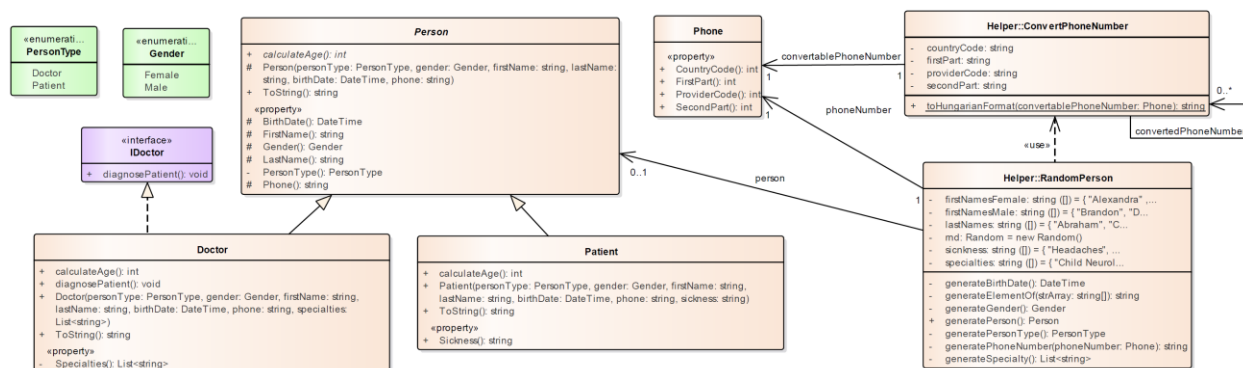 «enumerati...
PersonType
Doctor
Patient
«enumerati...
Gender
Female
Male
«interface»
IDoctor
+ diagnosePatient(): void
Person
+ calculateAge(): int
# Person(personType: PersonType, gender: Gender, firstName: string, lastName:
string, birthDate: DateTime, phone: string)
+ ToString(): string
«property»
# BirthDate(): DateTime
# FirstName(): string
# Gender(): Gender
# LastName(): string
- PersonType(): PersonType
# Phone(): string
Phone
«property»
+ CountryCode(): int
+ FirstPart(): int
+ ProviderCode(): int
+ SecondPart(): int
convertablePhoneNumber
1
1
phoneNumber
1
1
person
0..1
Helper::ConvertPhoneNumber
- countryCode: string
- firstPart: string
- providerCode: string
- secondPart: string
+ toHungarianFormat(convertablePhoneNumber: Phone): string
0..*
convertedPhoneNumber
«use»
Helper::RandomPerson
- firstNamesFemale: string ([]) = { "Alexandra" ,...
- firstNamesMale: string ([]) = { "Brandon", "D...
- lastNames: string ([]) = { "Abraham", "C...
- rnd: Random = new Random()
- sicnkness: string ([]) = { "Headaches", ...
- specialties: string ([]) = { "Child Neurol...
- generateBirthDate(): DateTime
- generateElementOf(strArray: string[]): string
- generateGender(): Gender
+ generatePerson(): Person
- generatePersonType(): PersonType
- generatePhoneNumber(phoneNumber: Phone): string
- generateSpecialty(): List<string>
Doctor
+ calculateAge(): int
+ diagnosePatient(): void
+ Doctor(personType: PersonType, gender: Gender, firstName: string,
lastName: string, birthDate: DateTime, phone: string, specialties:
List<string>)
+ ToString(): string
«property»
- Specialties(): List<string>
Patient
+ calculateAge(): int
+ Patient(personType: PersonType, gender: Gender, firstName: string,
lastName: string, birthDate: DateTime, phone: string, sickness: string)
+ ToString(): string
«property»
+ Sickness(): string